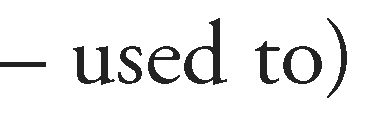 – used to)